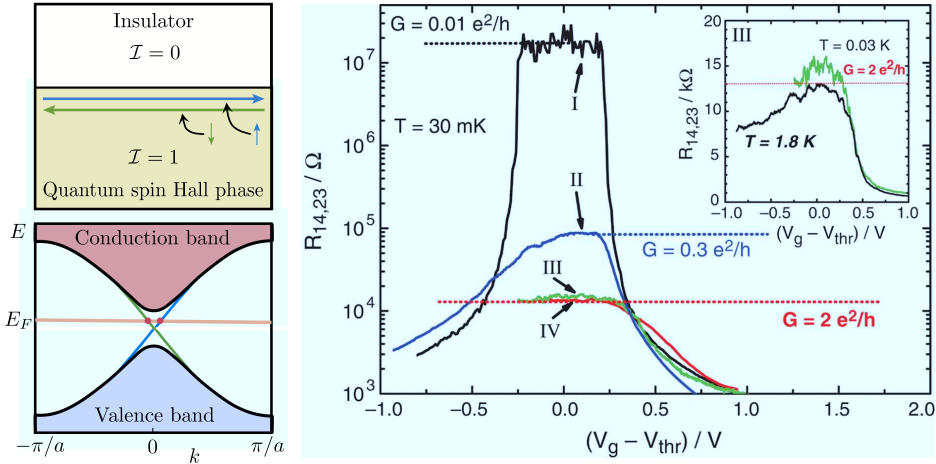 Insulator
ℐ = 0
↓
↑
ℐ = 1
Quantum spin Hall phase
E
Conduction band
E_F
Valence band
−π/a
0
k
π/a
R₁₄,₂₃ / Ω
10⁷
10⁶
10⁵
10⁴
10³
G = 0.01 e²/h
T = 30 mK
I
II
G = 0.3 e²/h
III
IV
G = 2 e²/h
−1.0
−0.5
0.0
0.5
1.0
1.5
2.0
(V_g − V_thr) / V
III
T = 0.03 K
G = 2 e²/h
T = 1.8 K
R₁₄,₂₃ / kΩ
20
15
10
5
0
−1.0
−0.5
0.0
0.5
1.0
(V_g − V_thr) / V